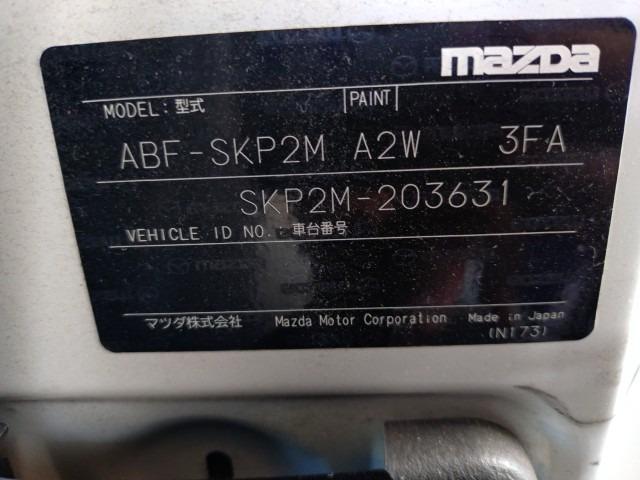 mazda
MODEL: 型式 PAINT
ABF-SKP2M A2W 3FA
SKP2M-203631
VEHICLE ID NO.: 車台番号
マツダ株式会社 Mazda Motor Corporation Made in Japan
(N173)